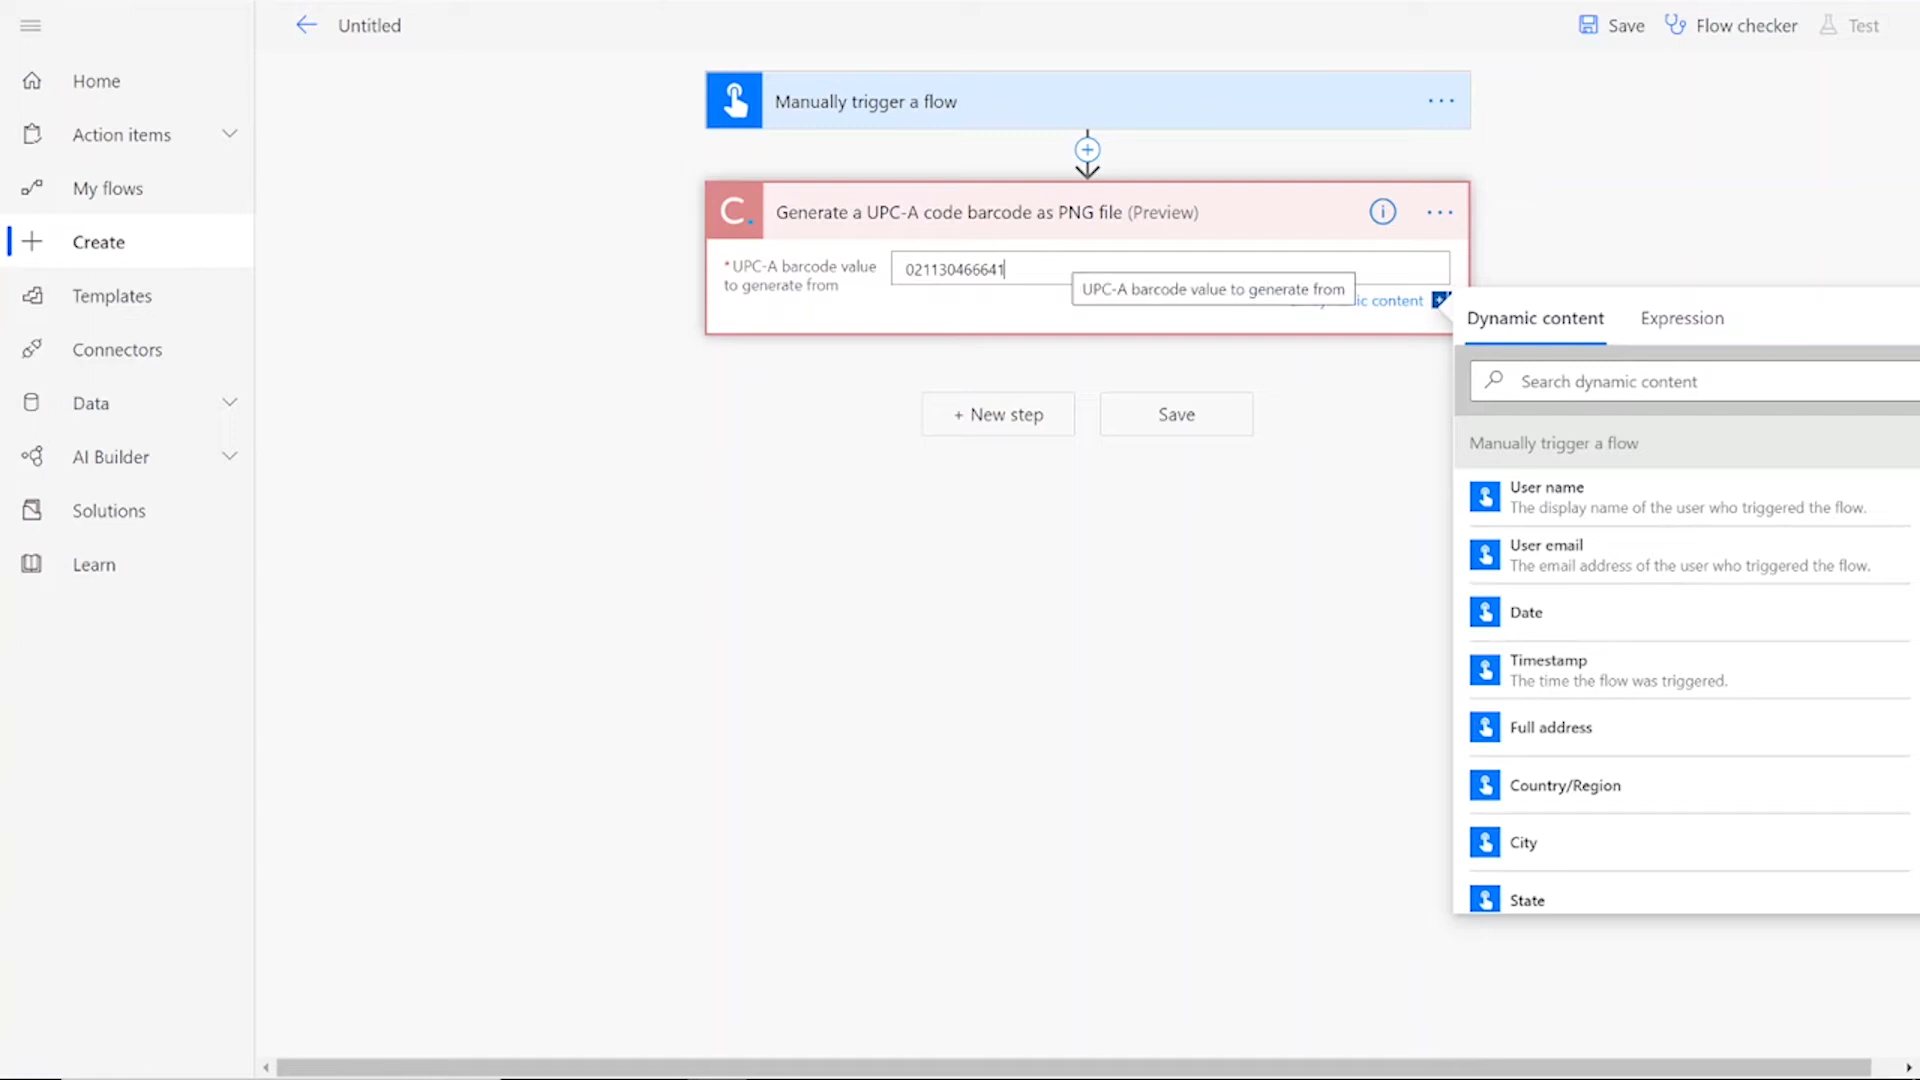 Untitled
Save
Flow checker
Test
Home
Action items
My flows
Create
Templates
Connectors
Data
AI Builder
Solutions
Learn
Manually trigger a flow
C.
Generate a UPC-A code barcode as PNG file (Preview)
* UPC-A barcode value
to generate from
021130466641
UPC-A barcode value to generate from
content
+ New step
Save
Dynamic content
Expression
Search dynamic content
Manually trigger a flow
User name
The display name of the user who triggered the flow.
User email
The email address of the user who triggered the flow.
Date
Timestamp
The time the flow was triggered.
Full address
Country/Region
City
State